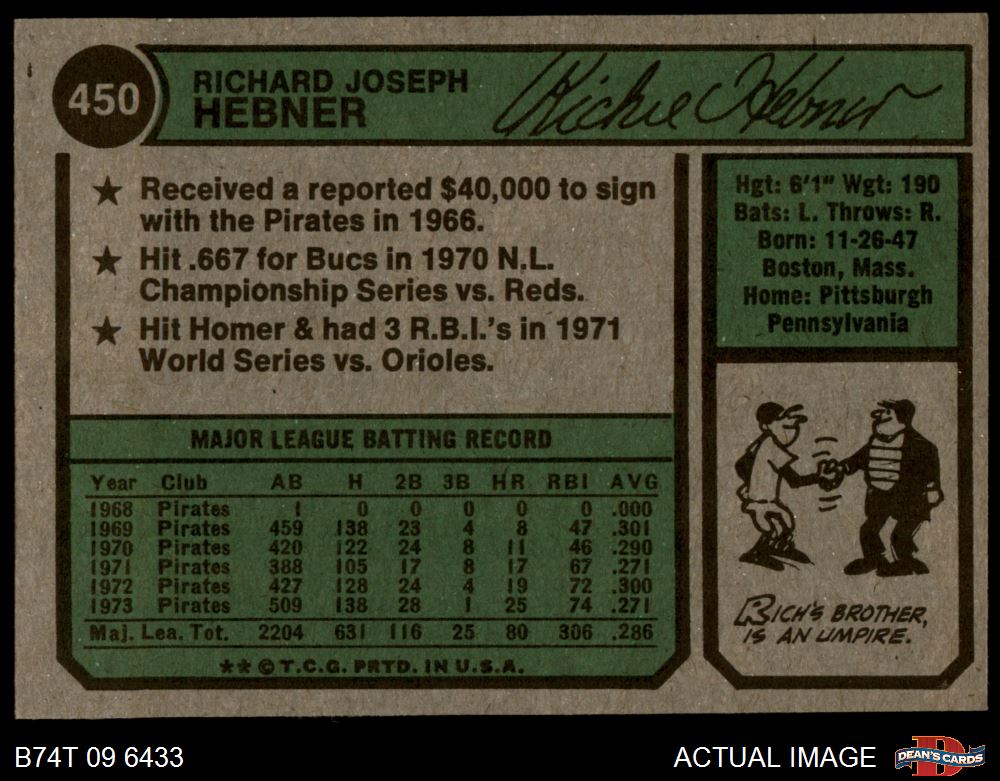 450
RICHARD JOSEPH
HEBNER
Richie Hebner
★ Received a reported $40,000 to sign
with the Pirates in 1966.
★ Hit .667 for Bucs in 1970 N.L.
Championship Series vs. Reds.
★ Hit Homer & had 3 R.B.I.'s in 1971
World Series vs. Orioles.
MAJOR LEAGUE BATTING RECORD
Year Club AB H 2B 3B HR RBI AVG
1968 Pirates 1 0 0 0 0 0 .000
1969 Pirates 459 138 23 4 8 47 .301
1970 Pirates 420 122 24 8 11 46 .290
1971 Pirates 388 105 17 8 17 67 .271
1972 Pirates 427 128 24 4 19 72 .300
1973 Pirates 509 138 28 1 25 74 .271
Maj. Lea. Tot. 2204 631 116 25 80 306 .286
★★ © T.C.G. PRTD. IN U.S.A.
Hgt: 6'1" Wgt: 190
Bats: L. Throws: R.
Born: 11-26-47
Boston, Mass.
Home: Pittsburgh
Pennsylvania
RICH'S BROTHER,
IS AN UMPIRE.
B74T 09 6433
ACTUAL IMAGE
D
DEAN'S CARDS